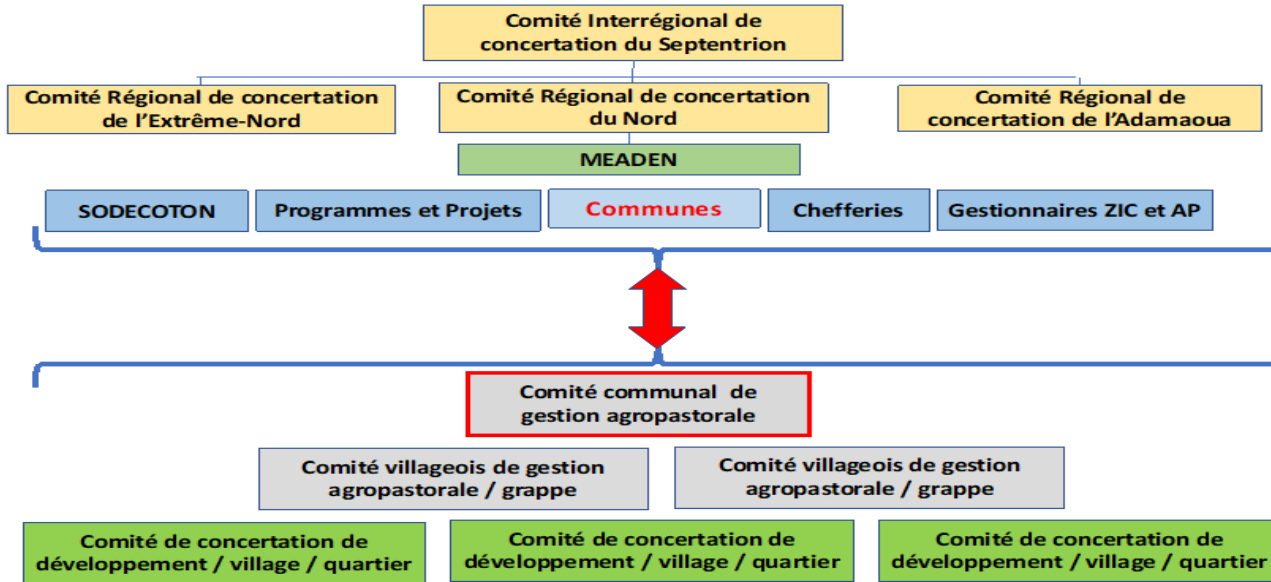 Comité Interrégional de
concertation du Septentrion
Comité Régional de concertation
de l'Extrême-Nord
Comité Régional de concertation
du Nord
Comité Régional de
concertation de l'Adamaoua
MEADEN
SODECOTON
Programmes et Projets
Communes
Chefferies
Gestionnaires ZIC et AP
Comité communal de
gestion agropastorale
Comité villageois de gestion
agropastorale / grappe
Comité villageois de gestion
agropastorale / grappe
Comité de concertation de
développement / village / quartier
Comité de concertation de
développement / village / quartier
Comité de concertation de
développement / village / quartier